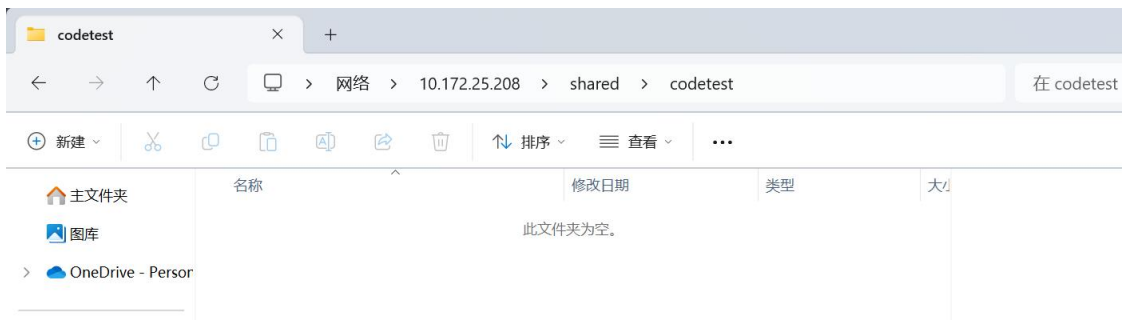 codetest
网络 > 10.172.25.208 > shared > codetest
在 codetest
新建
排序
查看
名称
修改日期
类型
主文件夹
此文件夹为空。
图库
OneDrive - Person